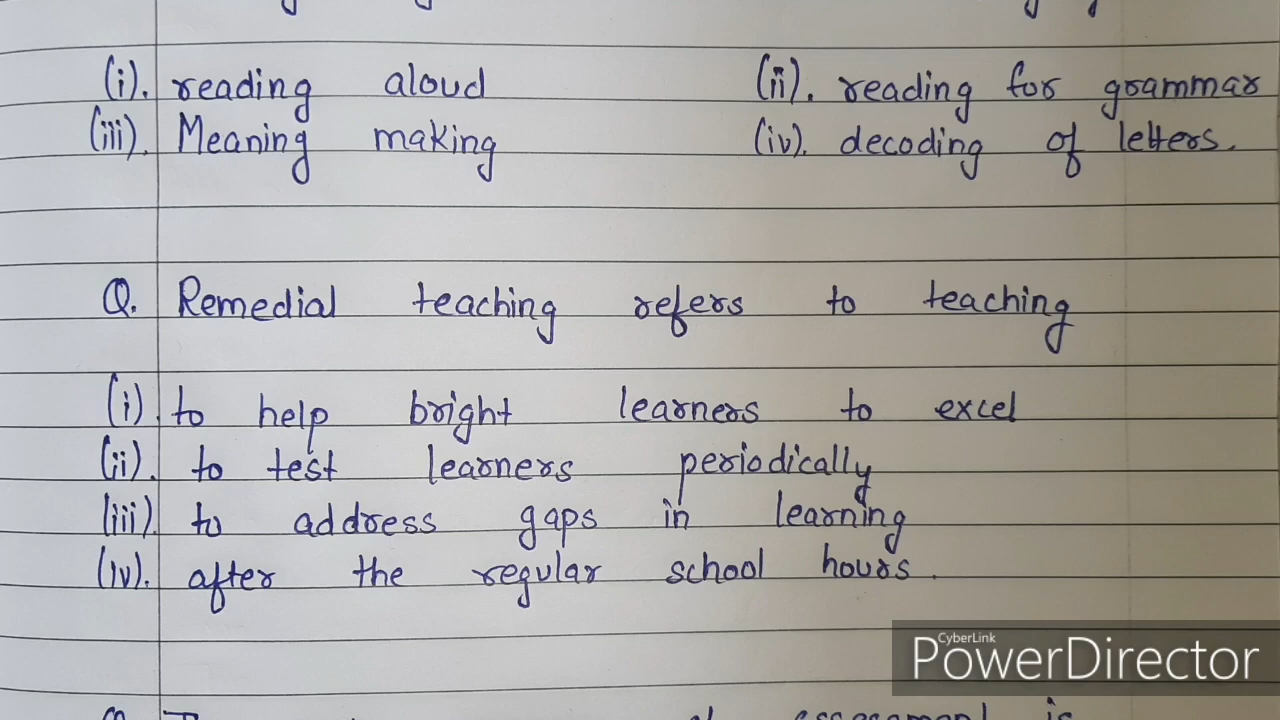 (i). reading aloud (ii). reading for grammar
(iii). Meaning making (iv). decoding of letters.
Q. Remedial teaching refers to teaching
(i). to help bright learners to excel
(ii). to test learners periodically
(iii). to address gaps in learning
(iv). after the regular school hours.
CyberLink
PowerDirector
assessment is